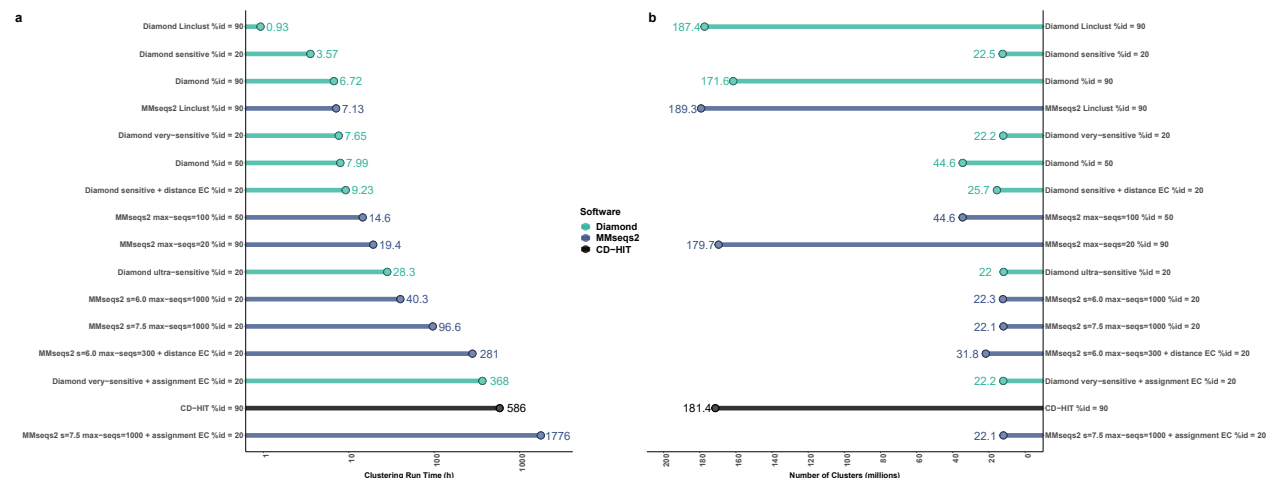 a
Diamond Linclust %id = 90
0.93
Diamond sensitive %id = 20
3.57
Diamond %id = 90
6.72
MMseqs2 Linclust %id = 90
7.13
Diamond very−sensitive %id = 20
7.65
Diamond %id = 50
7.99
Diamond sensitive + distance EC %id = 20
9.23
MMseqs2 max−seqs=100 %id = 50
14.6
MMseqs2 max−seqs=20 %id = 90
19.4
Diamond ultra−sensitive %id = 20
28.3
MMseqs2 s=6.0 max−seqs=1000 %id = 20
40.3
MMseqs2 s=7.5 max−seqs=1000 %id = 20
96.6
MMseqs2 s=6.0 max−seqs=300 + distance EC %id = 20
281
Diamond very−sensitive + assignment EC %id = 20
368
CD−HIT %id = 90
586
MMseqs2 s=7.5 max−seqs=1000 + assignment EC %id = 20
1776
1
10
100
1000
Clustering Run Time (h)
Software
Diamond
MMseqs2
CD−HIT
b
187.4
Diamond Linclust %id = 90
22.5
Diamond sensitive %id = 20
171.6
Diamond %id = 90
189.3
MMseqs2 Linclust %id = 90
22.2
Diamond very−sensitive %id = 20
44.6
Diamond %id = 50
25.7
Diamond sensitive + distance EC %id = 20
44.6
MMseqs2 max−seqs=100 %id = 50
179.7
MMseqs2 max−seqs=20 %id = 90
22
Diamond ultra−sensitive %id = 20
22.3
MMseqs2 s=6.0 max−seqs=1000 %id = 20
22.1
MMseqs2 s=7.5 max−seqs=1000 %id = 20
31.8
MMseqs2 s=6.0 max−seqs=300 + distance EC %id = 20
22.2
Diamond very−sensitive + assignment EC %id = 20
181.4
CD−HIT %id = 90
22.1
MMseqs2 s=7.5 max−seqs=1000 + assignment EC %id = 20
200
180
160
140
120
100
80
60
40
20
0
Number of Clusters (millions)